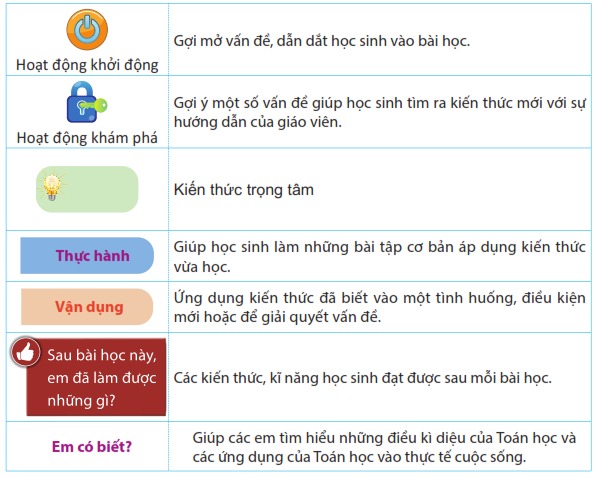 Hoạt động khởi động
Gợi mở vấn đề, dẫn dắt học sinh vào bài học.
Hoạt động khám phá
Gợi ý một số vấn đề giúp học sinh tìm ra kiến thức mới với sự
hướng dẫn của giáo viên.
Kiến thức trọng tâm
Thực hành
Giúp học sinh làm những bài tập cơ bản áp dụng kiến thức
vừa học.
Vận dụng
Ứng dụng kiến thức đã biết vào một tình huống, điều kiện
mới hoặc để giải quyết vấn đề.
Sau bài học này,
em đã làm được
những gì?
Các kiến thức, kĩ năng học sinh đạt được sau mỗi bài học.
Em có biết?
Giúp các em tìm hiểu những điều kì diệu của Toán học và
các ứng dụng của Toán học vào thực tế cuộc sống.